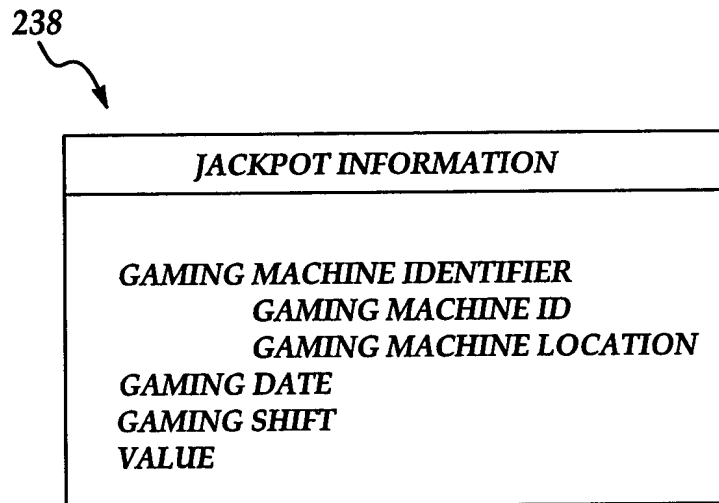 238
JACKPOT INFORMATION
GAMING MACHINE IDENTIFIER
GAMING MACHINE ID
GAMING MACHINE LOCATION
GAMING DATE
GAMING SHIFT
VALUE